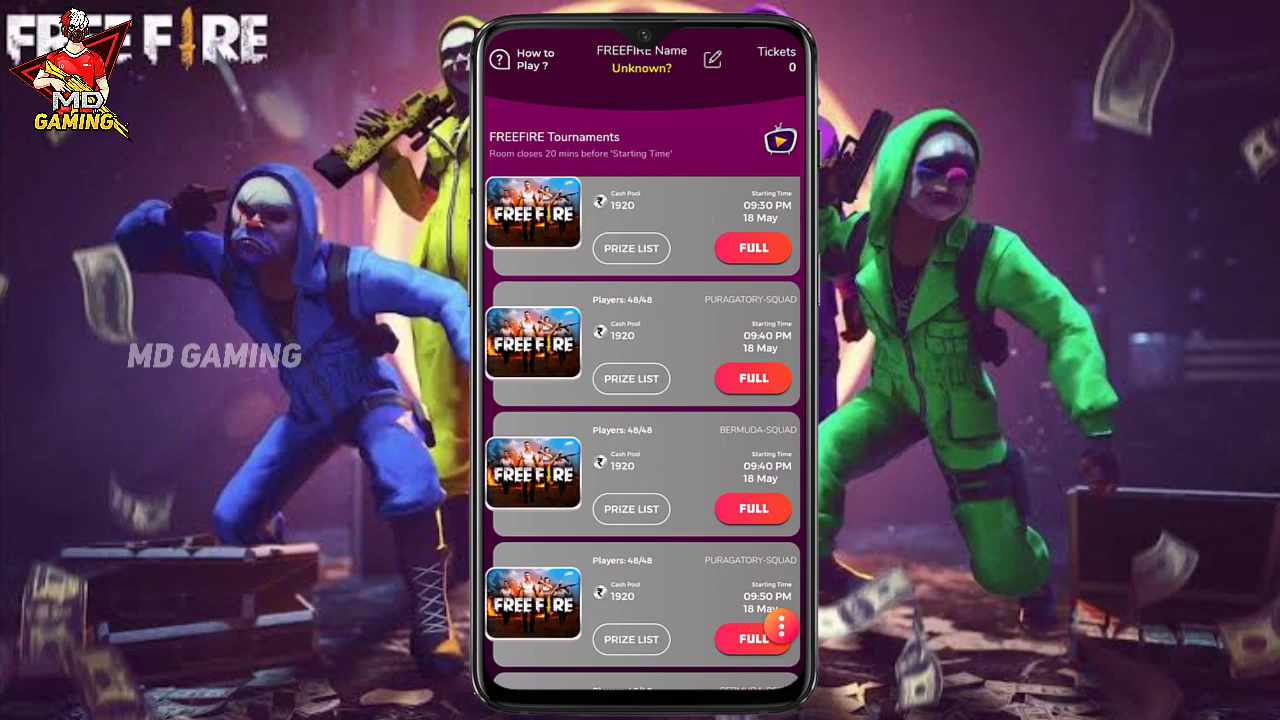 FREE FIRE
MD
GAMING
MD GAMING
How to
Play ?
FREEFIRE Name
Unknown?
Tickets
0
FREEFIRE Tournaments
Room closes 20 mins before 'Starting Time'
FREE FIRE
Cash Pool
₹ 1920
Starting Time
09:30 PM
18 May
PRIZE LIST
FULL
Players: 48/48
PURAGATORY-SQUAD
FREE FIRE
Cash Pool
₹ 1920
Starting Time
09:40 PM
18 May
PRIZE LIST
FULL
Players: 48/48
BERMUDA-SQUAD
FREE FIRE
Cash Pool
₹ 1920
Starting Time
09:40 PM
18 May
PRIZE LIST
FULL
Players: 48/48
PURAGATORY-SQUAD
FREE FIRE
Cash Pool
₹ 1920
Starting Time
09:50 PM
18 May
PRIZE LIST
FULL